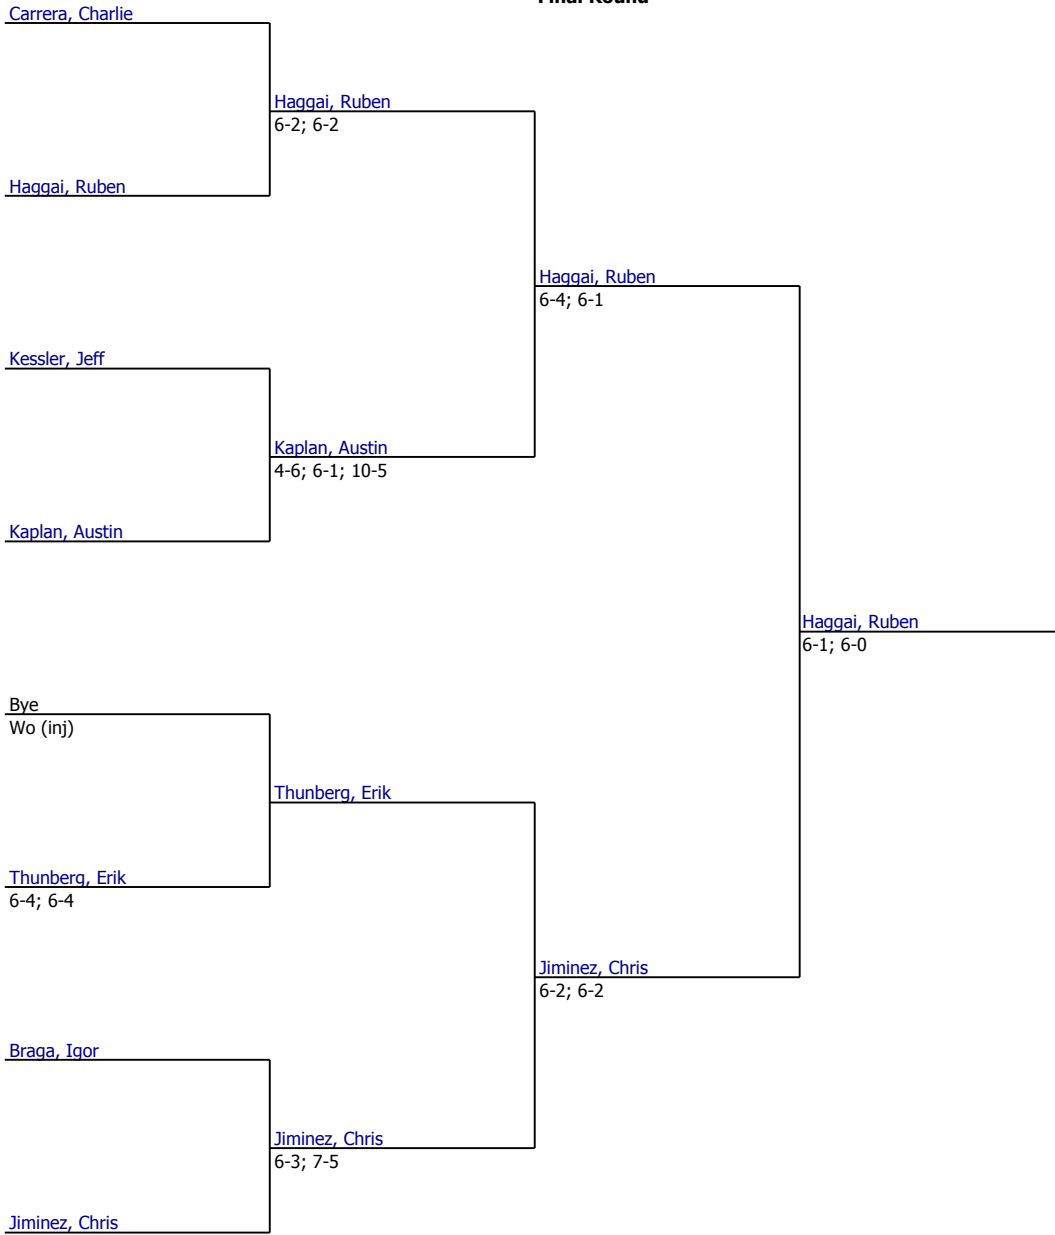 Final Round
Carrera, Charlie
Haggai, Ruben
6-2; 6-2
Haggai, Ruben
Haggai, Ruben
6-4; 6-1
Kessler, Jeff
Kaplan, Austin
4-6; 6-1; 10-5
Kaplan, Austin
Haggai, Ruben
6-1; 6-0
Bye
Wo (inj)
Thunberg, Erik
Thunberg, Erik
6-4; 6-4
Jiminez, Chris
6-2; 6-2
Braga, Igor
Jiminez, Chris
6-3; 7-5
Jiminez, Chris